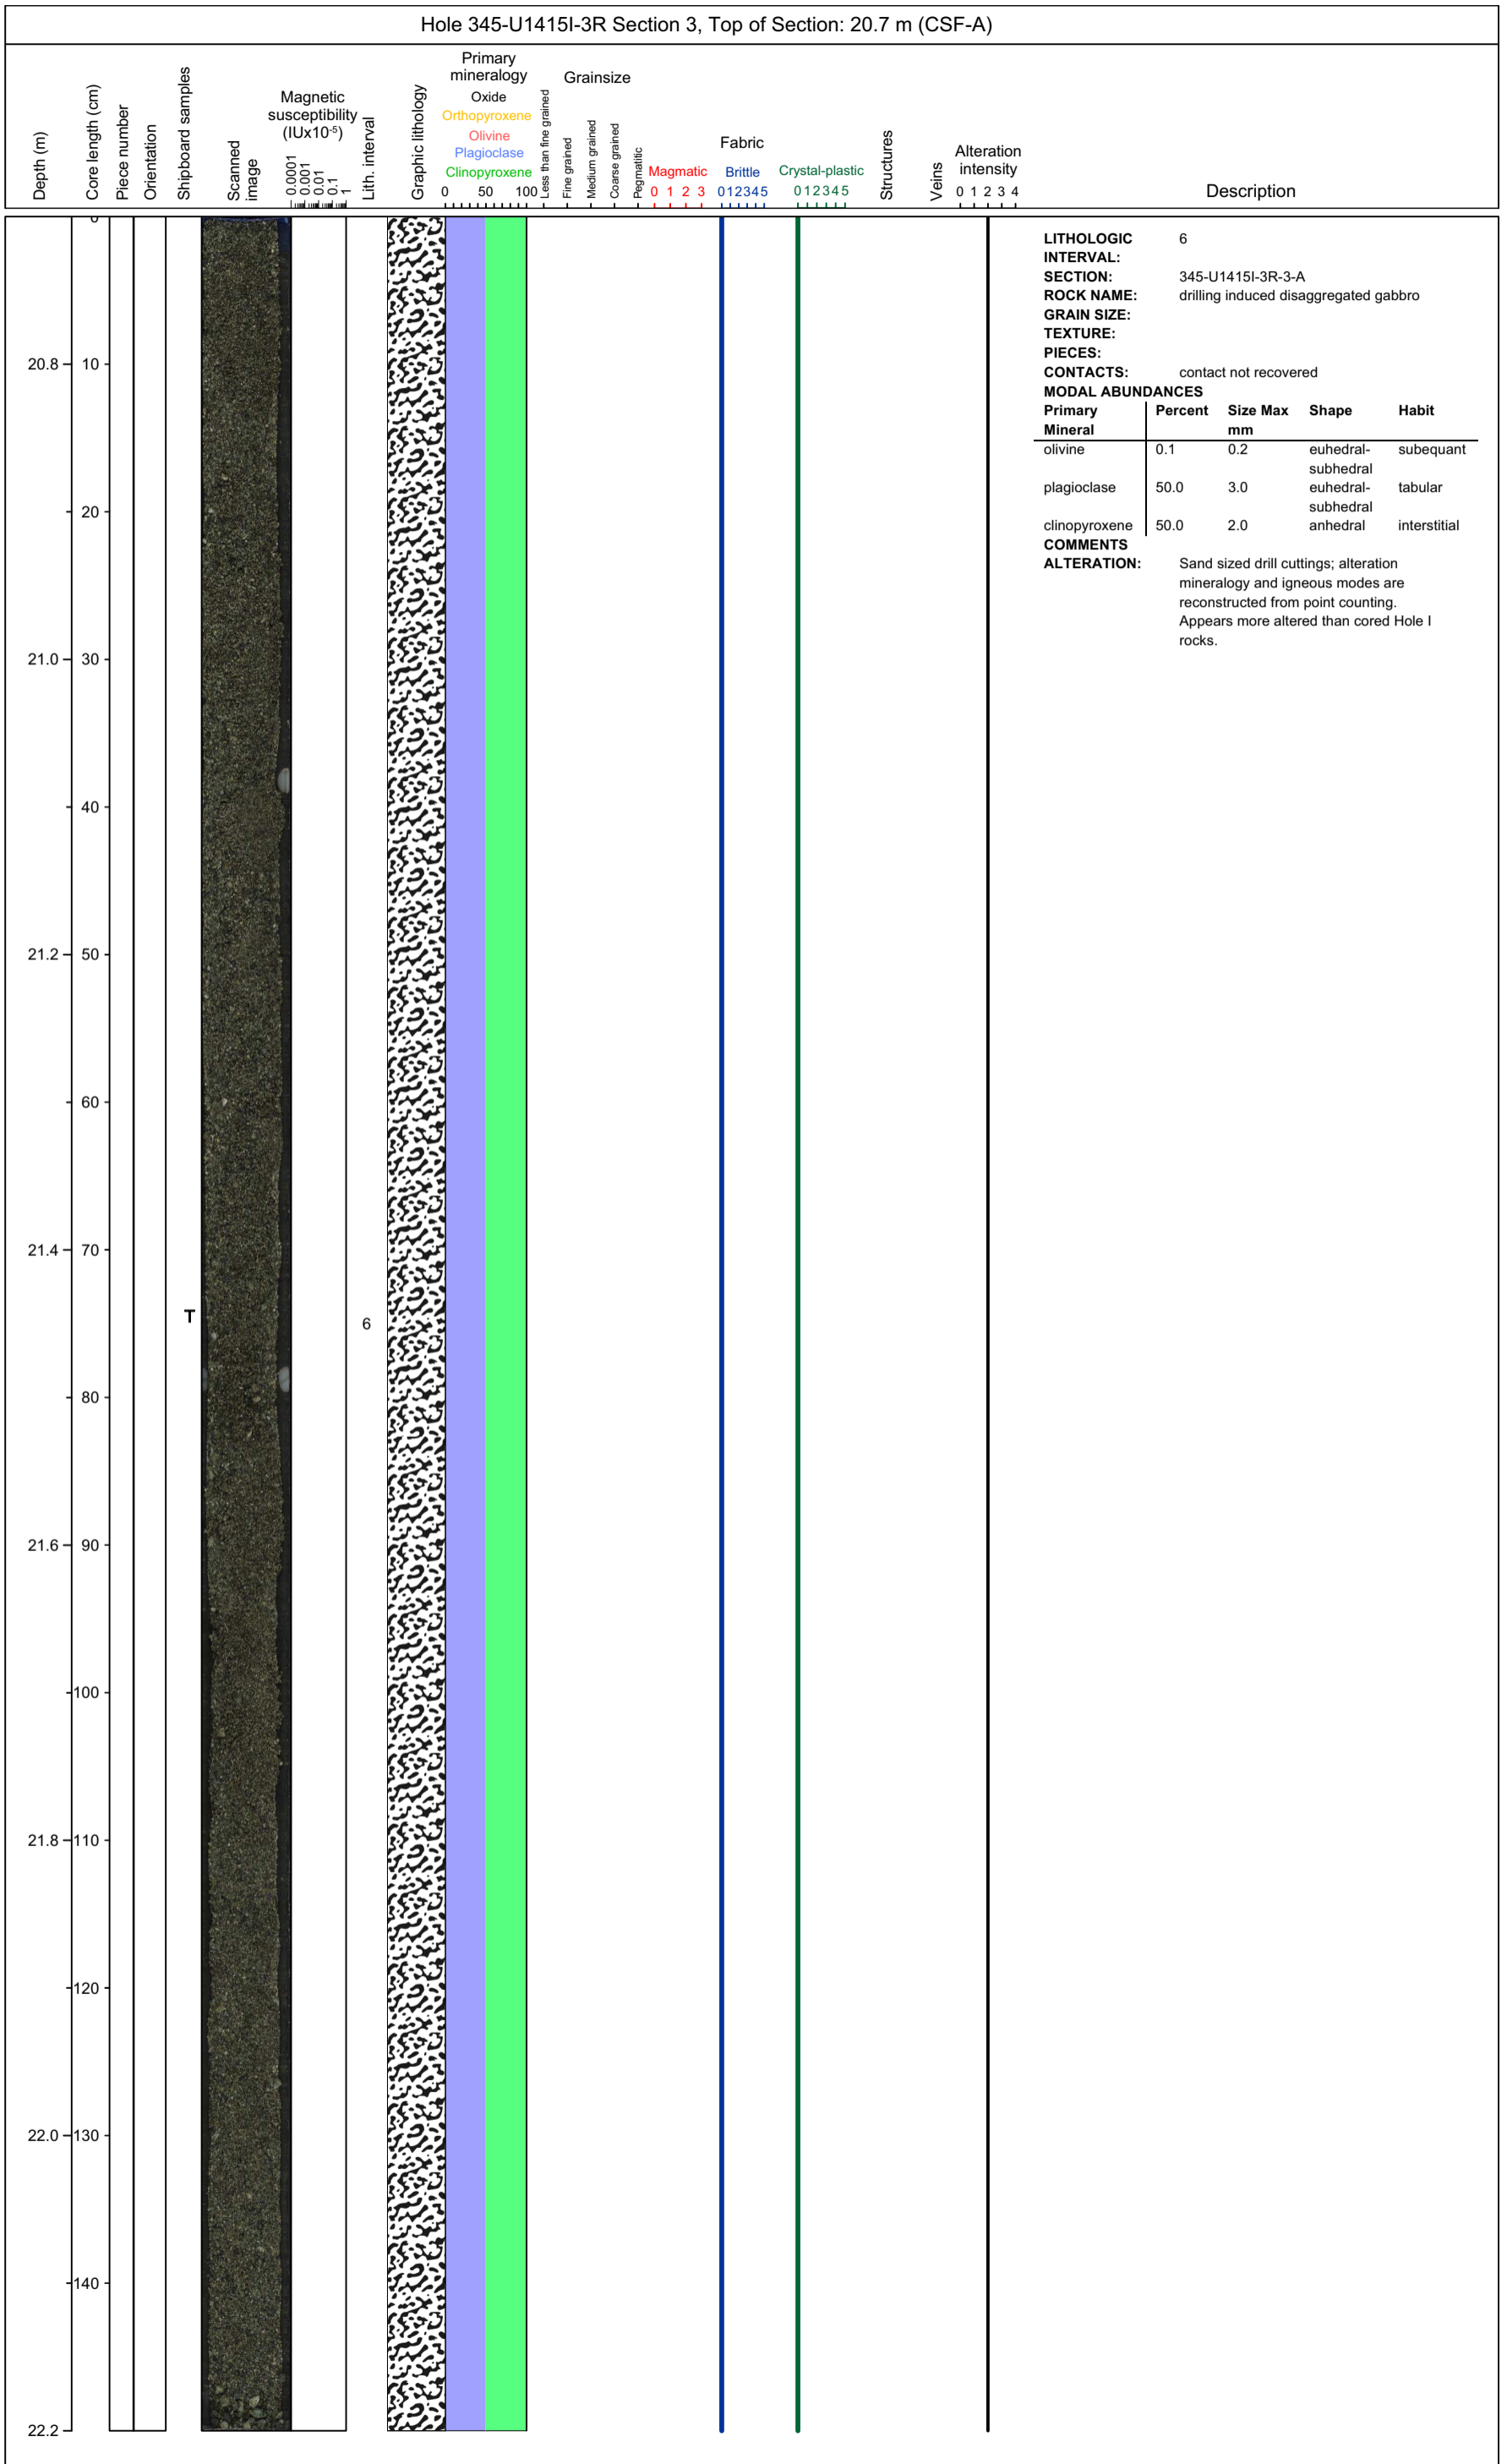 Hole 345-U1415I-3R Section 3, Top of Section: 20.7 m (CSF-A)
Depth (m)
Core length (cm)
Piece number
Orientation
Shipboard samples
Scanned
image
Magnetic
susceptibility
(IUx10-5)
0.0001
0.001
0.01
0.1
1
Lith. interval
Graphic lithology
Primary
mineralogy
Oxide
Orthopyroxene
Olivine
Plagioclase
Clinopyroxene
0 50 100
Grainsize
Less than fine grained
Fine grained
Medium grained
Coarse grained
Pegmatitic
Fabric
Magmatic
0 1 2 3
Brittle
0 1 2 3 4 5
Crystal-plastic
0 1 2 3 4 5
Structures
Veins
Alteration
intensity
0 1 2 3 4
Description
0
20.8 10
20
21.0 30
40
21.2 50
60
21.4 70
T 6
80
21.6 90
100
21.8 110
120
22.0 130
140
22.2
LITHOLOGIC 6
INTERVAL:
SECTION: 345-U1415I-3R-3-A
ROCK NAME: drilling induced disaggregated gabbro
GRAIN SIZE:
TEXTURE:
PIECES:
CONTACTS: contact not recovered
MODAL ABUNDANCES
Primary Percent Size Max Shape Habit
Mineral mm
olivine 0.1 0.2 euhedral- subequant
subhedral
plagioclase 50.0 3.0 euhedral- tabular
subhedral
clinopyroxene 50.0 2.0 anhedral interstitial
COMMENTS
ALTERATION: Sand sized drill cuttings; alteration
mineralogy and igneous modes are
reconstructed from point counting.
Appears more altered than cored Hole I
rocks.